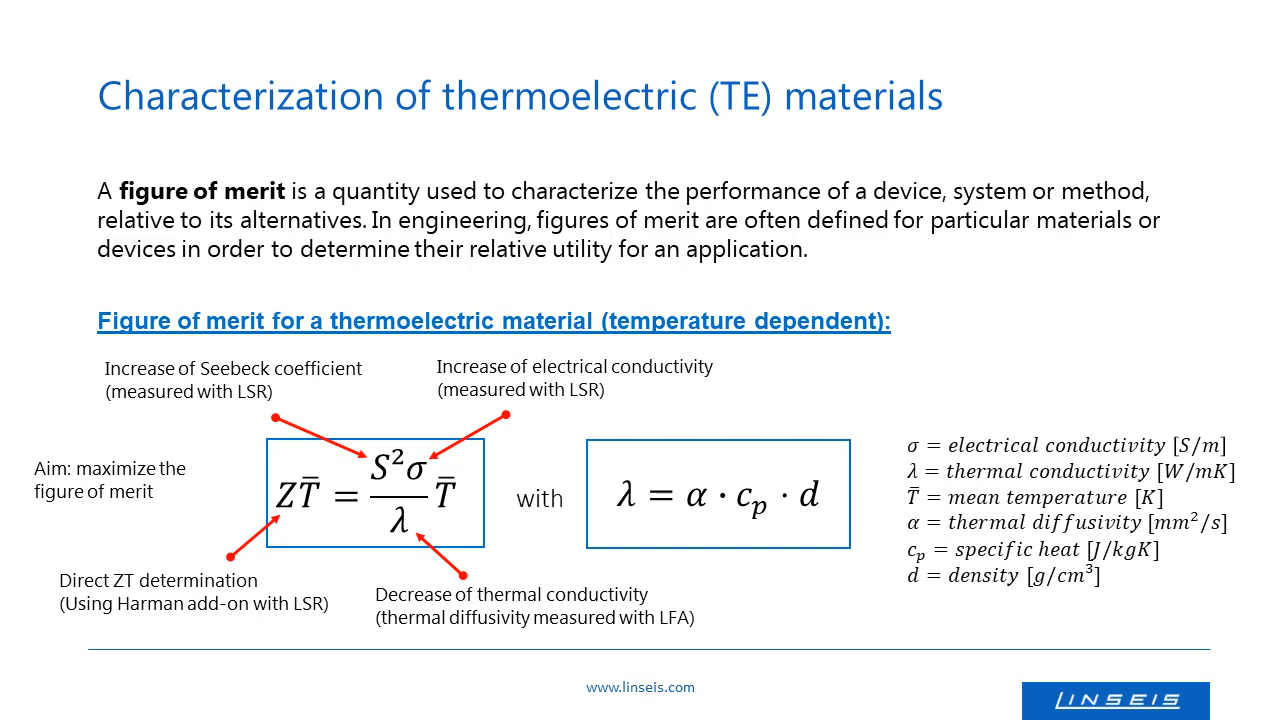 Characterization of thermoelectric (TE) materials
A figure of merit is a quantity used to characterize the performance of a device, system or method,
relative to its alternatives. In engineering, figures of merit are often defined for particular materials or
devices in order to determine their relative utility for an application.
Figure of merit for a thermoelectric material (temperature dependent):
Increase of Seebeck coefficient
(measured with LSR)
Increase of electrical conductivity
(measured with LSR)
Aim: maximize the
figure of merit
ZT̄ = S²σ/λ T̄
with
λ = α · cₚ · d
σ = electrical conductivity [S/m]
λ = thermal conductivity [W/mK]
T̄ = mean temperature [K]
α = thermal diffusivity [mm²/s]
cₚ = specific heat [J/kgK]
d = density [g/cm³]
Direct ZT determination
(Using Harman add-on with LSR)
Decrease of thermal conductivity
(thermal diffusivity measured with LFA)
www.linseis.com
LINSEIS